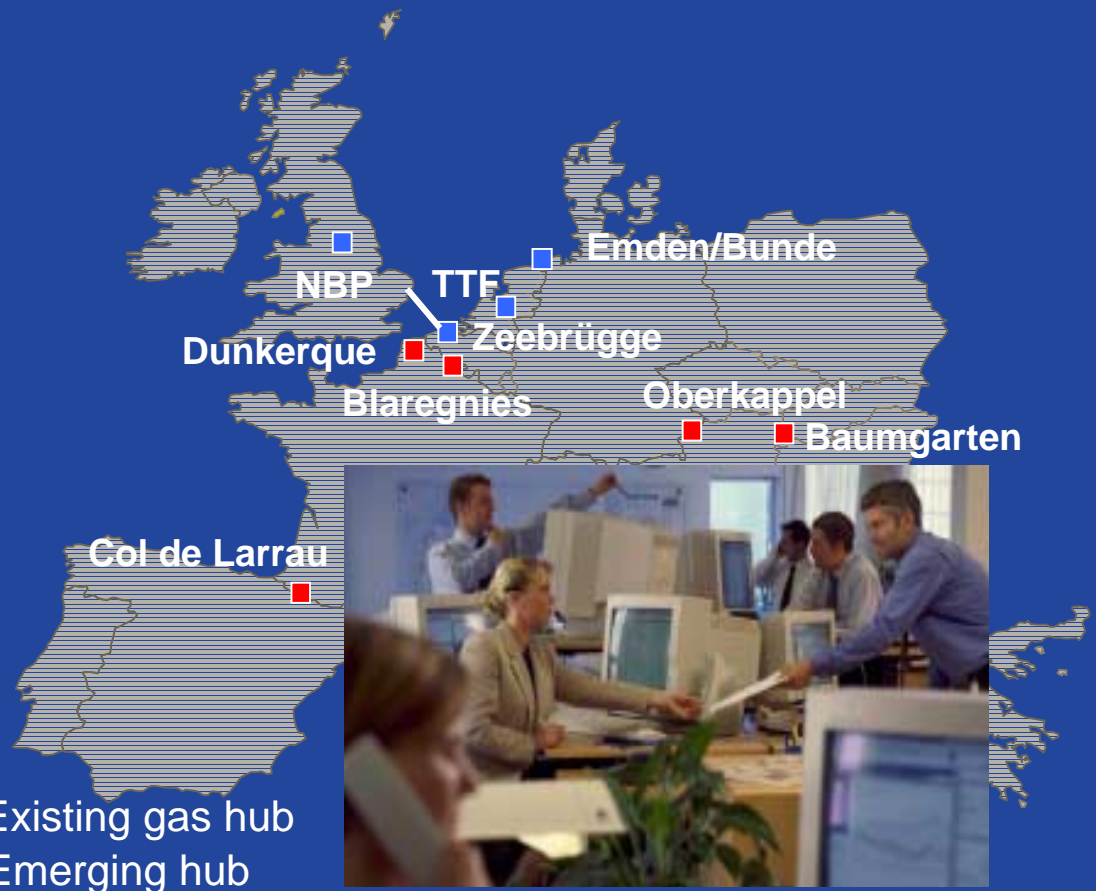 Emden/Bunde
NBP
TTF
Zeebrügge
Dunkerque
Blaregnies
Oberkappel
Baumgarten
Col de Larrau
Existing gas hub
Emerging hub